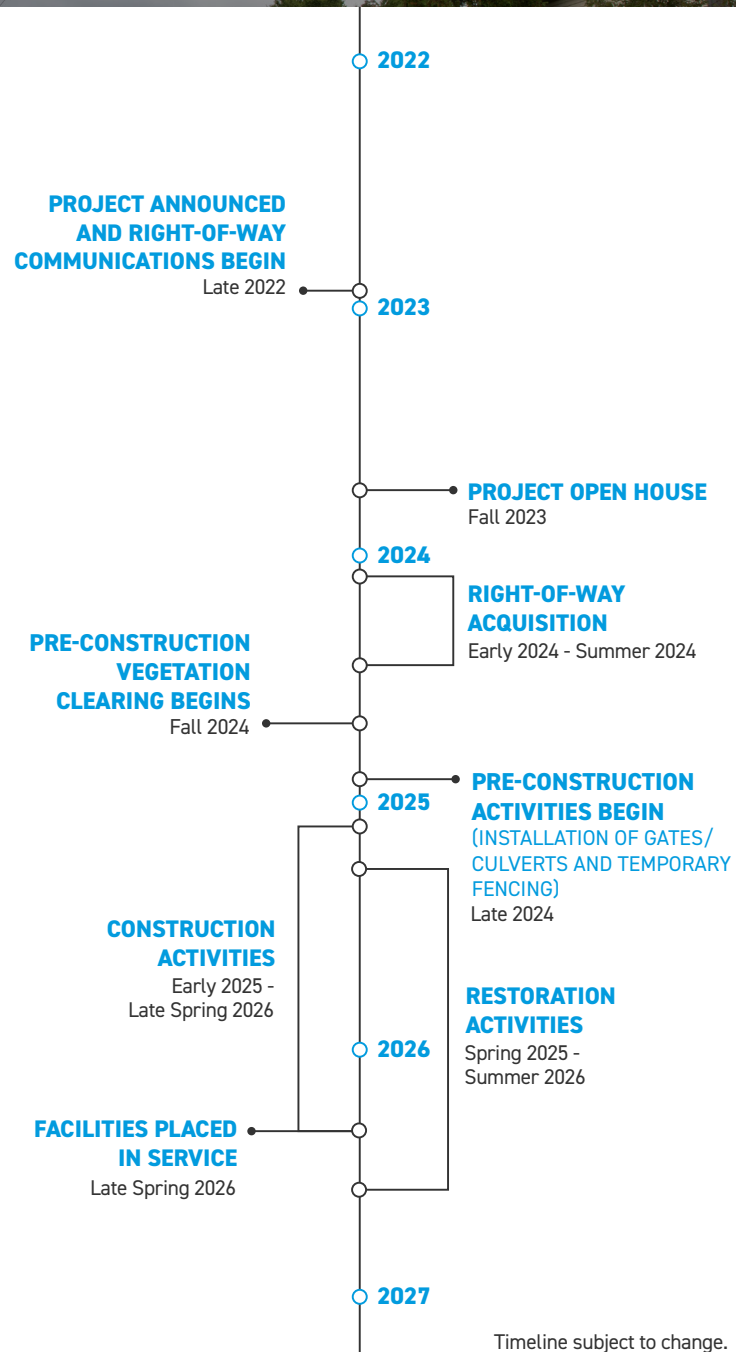 2022
PROJECT ANNOUNCED
AND RIGHT-OF-WAY
COMMUNICATIONS BEGIN
Late 2022
2023
PROJECT OPEN HOUSE
Fall 2023
2024
RIGHT-OF-WAY
ACQUISITION
Early 2024 - Summer 2024
PRE-CONSTRUCTION
VEGETATION
CLEARING BEGINS
Fall 2024
PRE-CONSTRUCTION
ACTIVITIES BEGIN
(INSTALLATION OF GATES/
CULVERTS AND TEMPORARY
FENCING)
Late 2024
2025
CONSTRUCTION
ACTIVITIES
Early 2025 -
Late Spring 2026
RESTORATION
ACTIVITIES
Spring 2025 -
Summer 2026
2026
FACILITIES PLACED
IN SERVICE
Late Spring 2026
2027
Timeline subject to change.